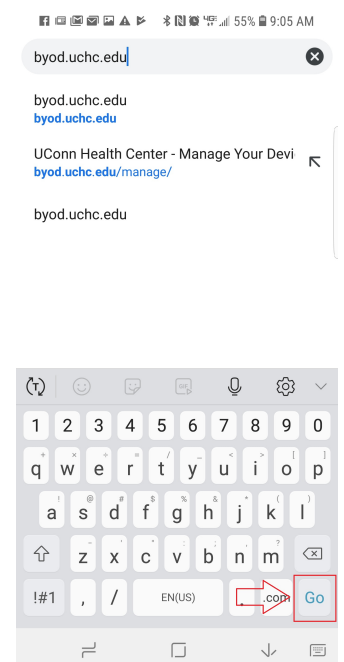 4G 55% 9:05 AM
byod.uchc.edu
byod.uchc.edu
byod.uchc.edu
UConn Health Center - Manage Your Devi
byod.uchc.edu/manage/
byod.uchc.edu
GIF
1 2 3 4 5 6 7 8 9 0
q w e r t y u i o p
a s d f g h j k l
z x c v b n m
!#1 , / EN(US) . .com Go